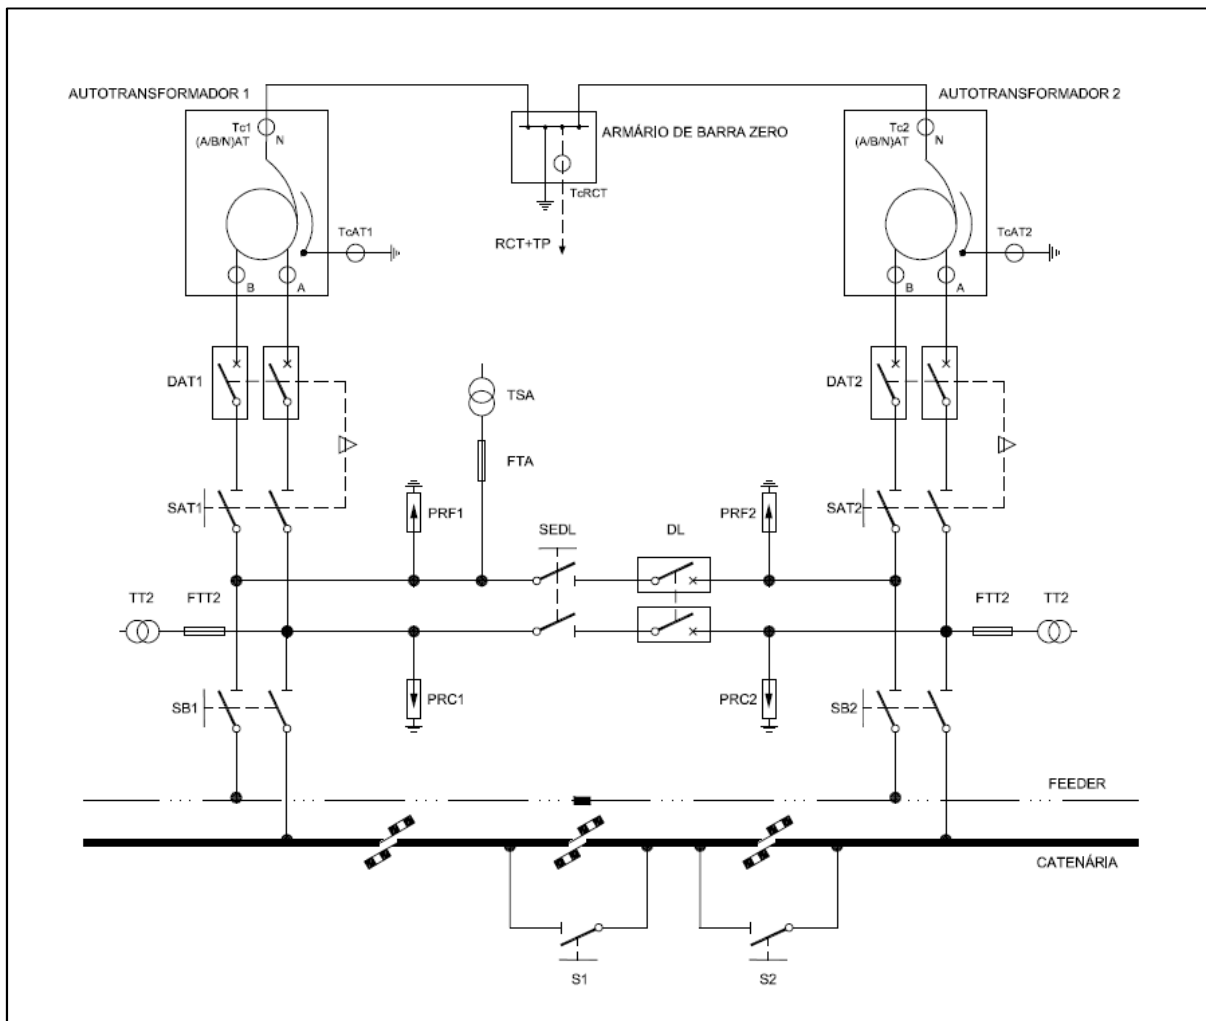 AUTOTRANSFORMADOR 1
AUTOTRANSFORMADOR 2
Tc1
(A/B/N)AT
N
ARMÁRIO DE BARRA ZERO
Tc2
(A/B/N)AT
N
TcRCT
TcAT1
RCT+TP
TcAT2
B
A
B
A
DAT1
TSA
DAT2
FTA
SAT1
PRF1
SEDL
DL
PRF2
SAT2
TT2
FTT2
FTT2
TT2
SB1
PRC1
PRC2
SB2
FEEDER
CATENÁRIA
S1
S2